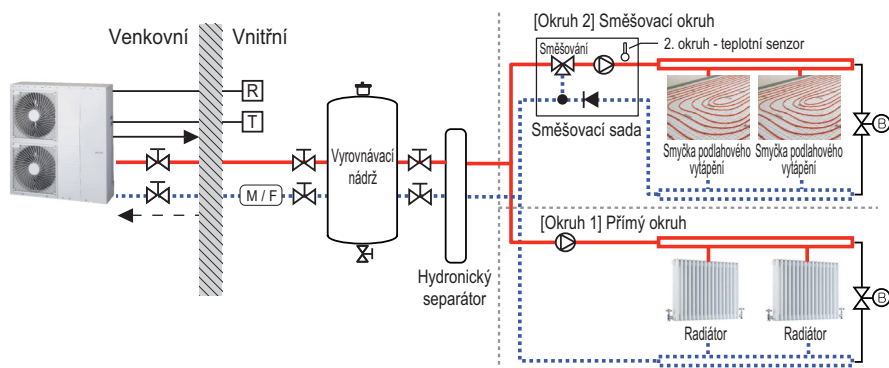 Venkovní
Vnitřní
R
T
M / F
Vyrovnávací
nádrž
Hydronický
separátor
[Okruh 2] Směšovací okruh
Směšování
2. okruh - teplotní senzor
Směšovací sada
Smyčka podlahového
vytápění
Smyčka podlahového
vytápění
B
[Okruh 1] Přímý okruh
Radiátor
Radiátor
B